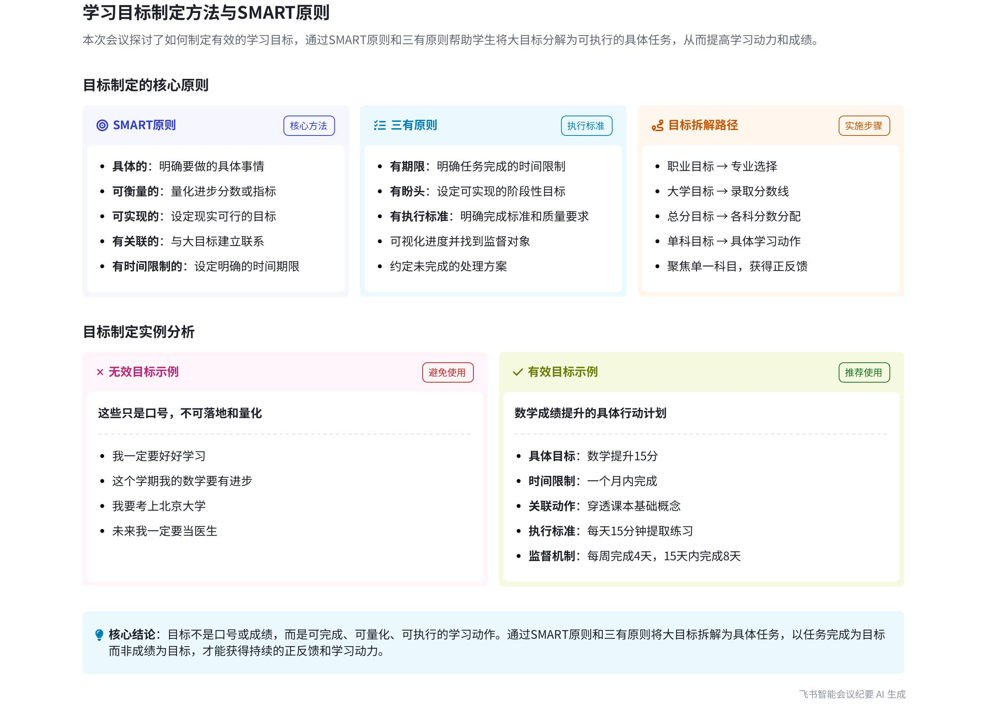 学习目标制定方法与SMART原则
本次会议探讨了如何制定有效的学习目标，通过SMART原则和三有原则帮助学生将大目标分解为可执行的具体任务，从而提高学习动力和成绩。
目标制定的核心原则
SMART原则
核心方法
具体的：明确要做的具体事情
可衡量的：量化进步分数或指标
可实现的：设定现实可行的目标
有关联的：与大目标建立联系
有时间限制的：设定明确的时间期限
三有原则
执行标准
有期限：明确任务完成的时间限制
有盼头：设定可实现的阶段性目标
有执行标准：明确完成标准和质量要求
可视化进度并找到监督对象
约定未完成的处理方案
目标拆解路径
实施步骤
职业目标 → 专业选择
大学目标 → 录取分数线
总分目标 → 各科分数分配
单科目标 → 具体学习动作
聚焦单一科目，获得正反馈
目标制定实例分析
无效目标示例
避免使用
这些只是口号，不可落地和量化
我一定要好好学习
这个学期我的数学要有进步
我要考上北京大学
未来我一定要当医生
有效目标示例
推荐使用
数学成绩提升的具体行动计划
具体目标：数学提升15分
时间限制：一个月内完成
关联动作：穿透课本基础概念
执行标准：每天15分钟提取练习
监督机制：每周完成4天，15天内完成8天
核心结论：目标不是口号或成绩，而是可完成、可量化、可执行的学习动作。通过SMART原则和三有原则将大目标拆解为具体任务，以任务完成为目标
而非成绩为目标，才能获得持续的正反馈和学习动力。
飞书智能会议纪要 AI 生成